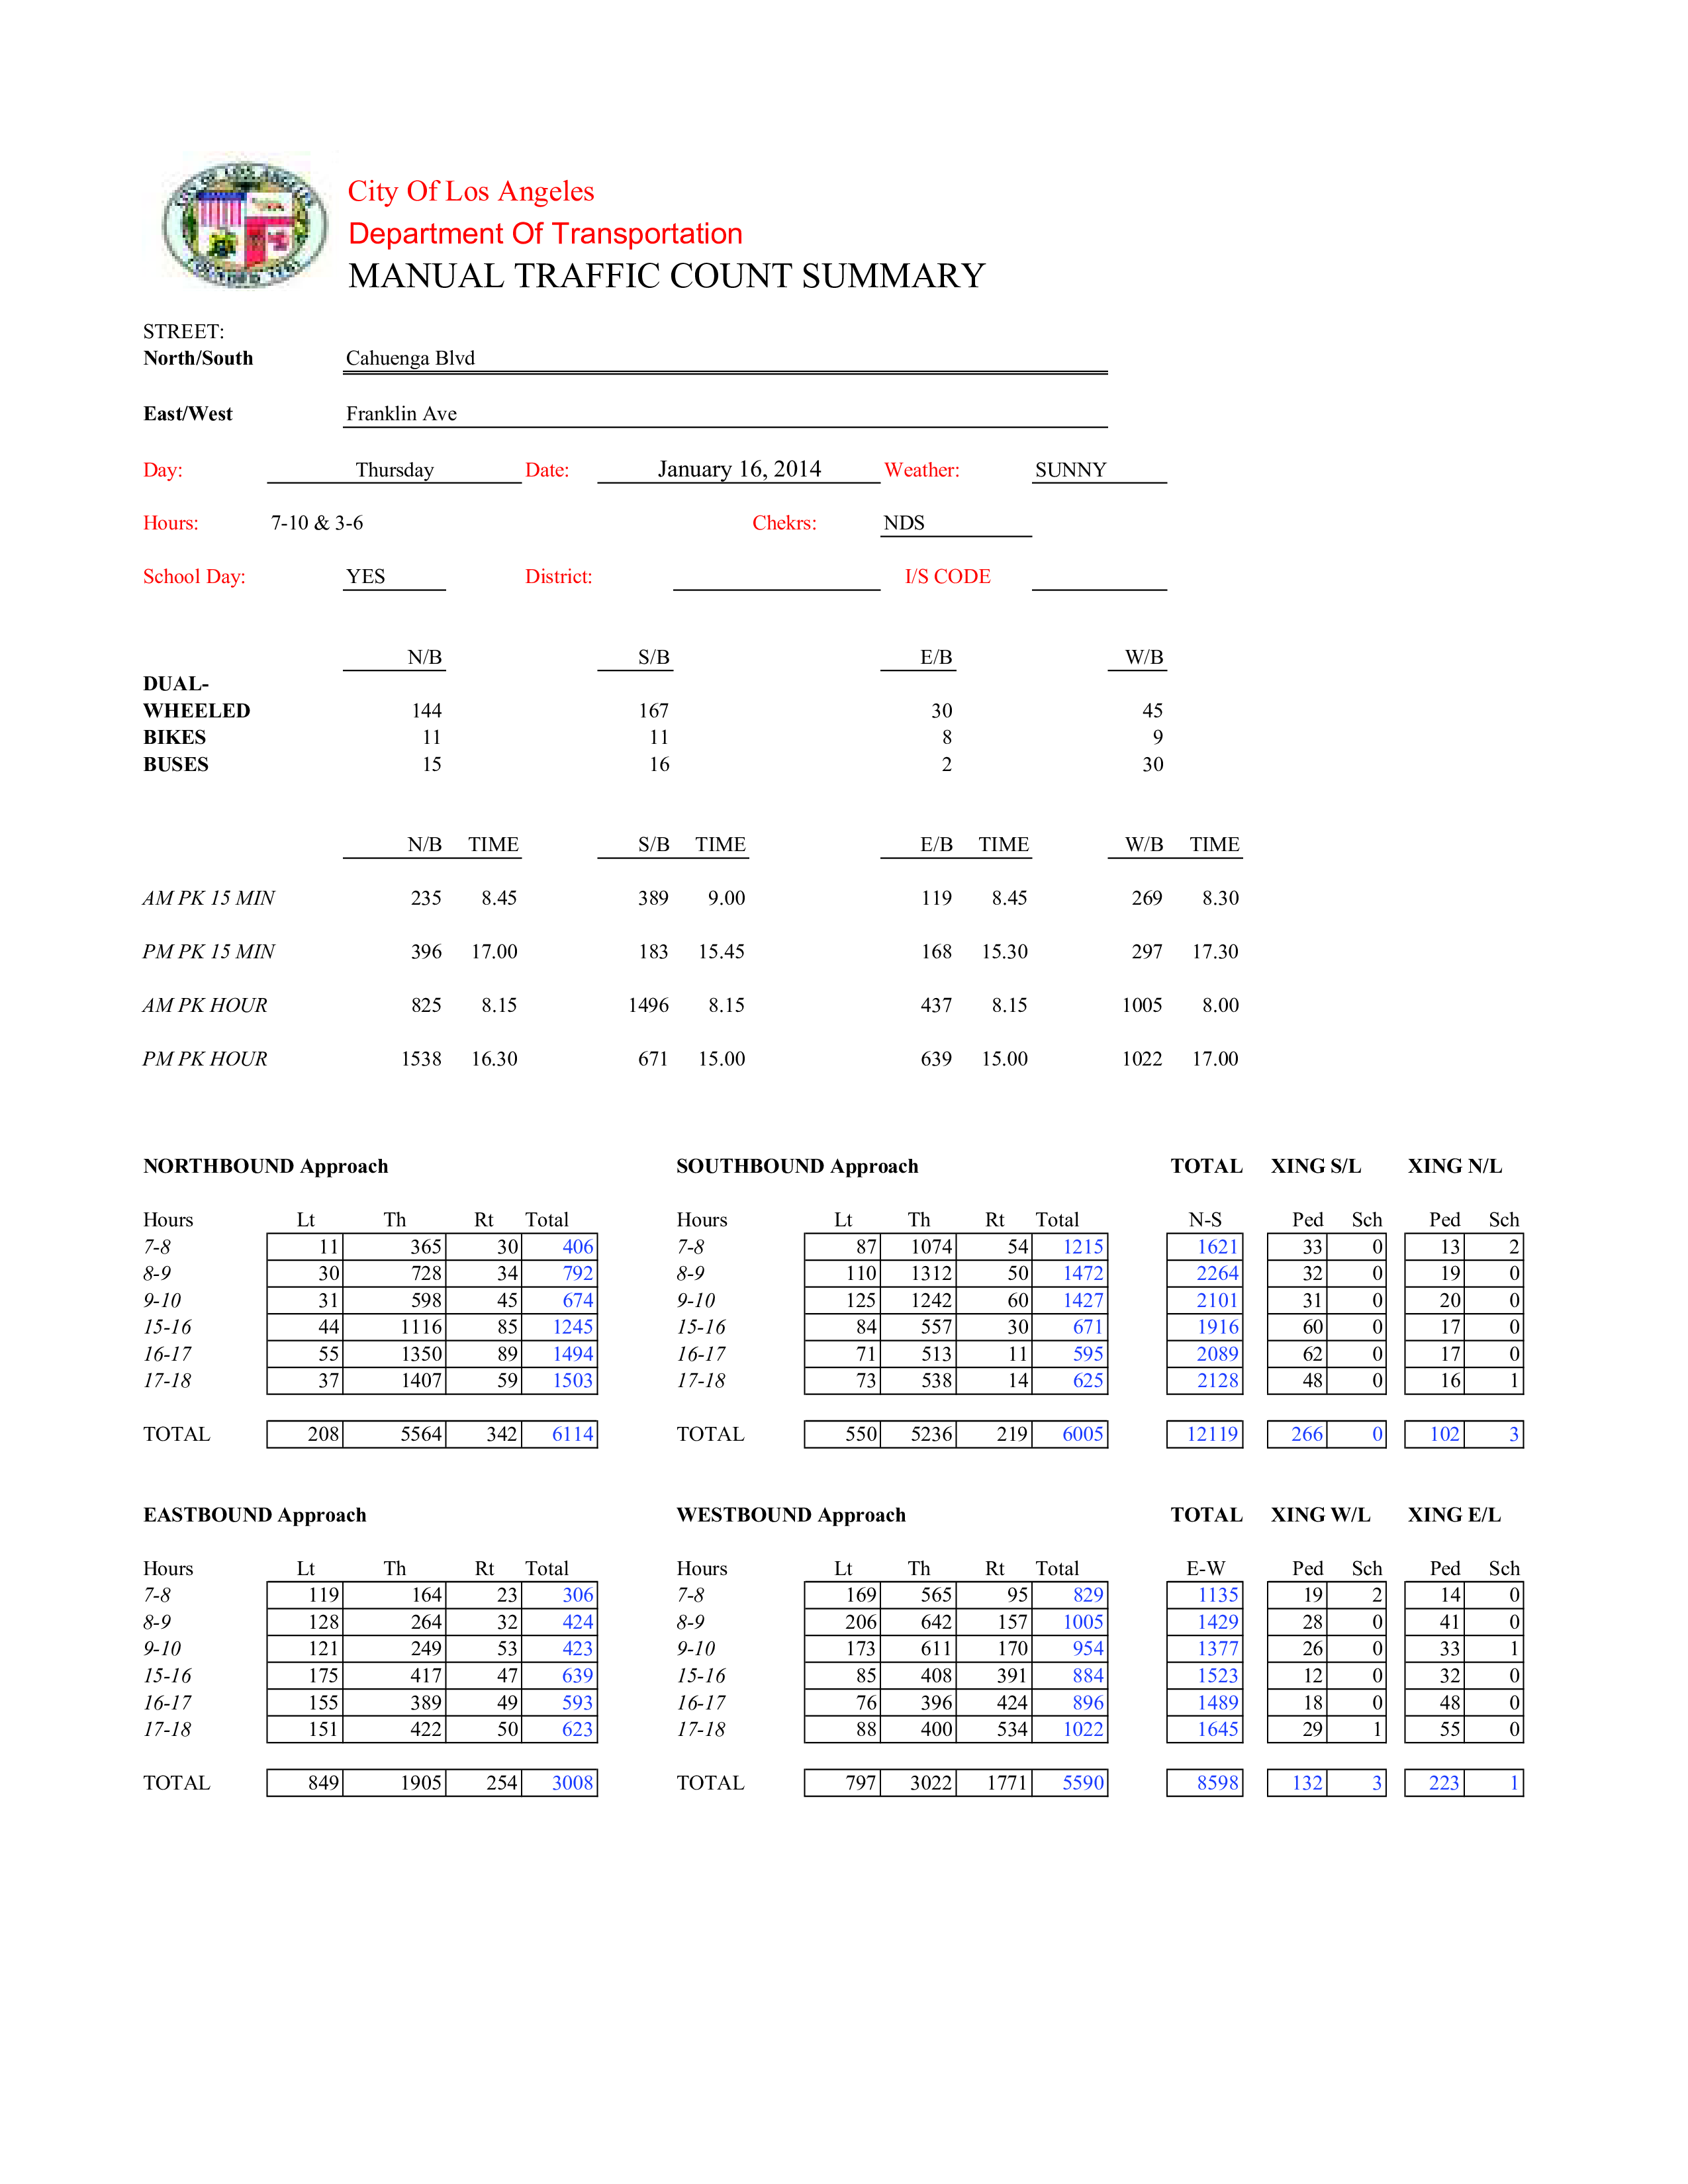 City Of Los Angeles
Department Of Transportation
MANUAL TRAFFIC COUNT SUMMARY
STREET:
North/South Cahuenga Blvd
East/West Franklin Ave
Day: Thursday Date: January 16, 2014 Weather: SUNNY
Hours: 7-10 & 3-6 Chekrs: NDS
School Day: YES District: I/S CODE
N/B S/B E/B W/B
DUAL-
WHEELED 144 167 30 45
BIKES 11 11 8 9
BUSES 15 16 2 30
N/B TIME S/B TIME E/B TIME W/B TIME
AM PK 15 MIN 235 8.45 389 9.00 119 8.45 269 8.30
PM PK 15 MIN 396 17.00 183 15.45 168 15.30 297 17.30
AM PK HOUR 825 8.15 1496 8.15 437 8.15 1005 8.00
PM PK HOUR 1538 16.30 671 15.00 639 15.00 1022 17.00
NORTHBOUND Approach SOUTHBOUND Approach TOTAL XING S/L XING N/L
Hours Lt Th Rt Total Hours Lt Th Rt Total N-S Ped Sch Ped Sch
7-8 11 365 30 406 7-8 87 1074 54 1215 1621 33 0 13 2
8-9 30 728 34 792 8-9 110 1312 50 1472 2264 32 0 19 0
9-10 31 598 45 674 9-10 125 1242 60 1427 2101 31 0 20 0
15-16 44 1116 85 1245 15-16 84 557 30 671 1916 60 0 17 0
16-17 55 1350 89 1494 16-17 71 513 11 595 2089 62 0 17 0
17-18 37 1407 59 1503 17-18 73 538 14 625 2128 48 0 16 1
TOTAL 208 5564 342 6114 TOTAL 550 5236 219 6005 12119 266 0 102 3
EASTBOUND Approach WESTBOUND Approach TOTAL XING W/L XING E/L
Hours Lt Th Rt Total Hours Lt Th Rt Total E-W Ped Sch Ped Sch
7-8 119 164 23 306 7-8 169 565 95 829 1135 19 2 14 0
8-9 128 264 32 424 8-9 206 642 157 1005 1429 28 0 41 0
9-10 121 249 53 423 9-10 173 611 170 954 1377 26 0 33 1
15-16 175 417 47 639 15-16 85 408 391 884 1523 12 0 32 0
16-17 155 389 49 593 16-17 76 396 424 896 1489 18 0 48 0
17-18 151 422 50 623 17-18 88 400 534 1022 1645 29 1 55 0
TOTAL 849 1905 254 3008 TOTAL 797 3022 1771 5590 8598 132 3 223 1